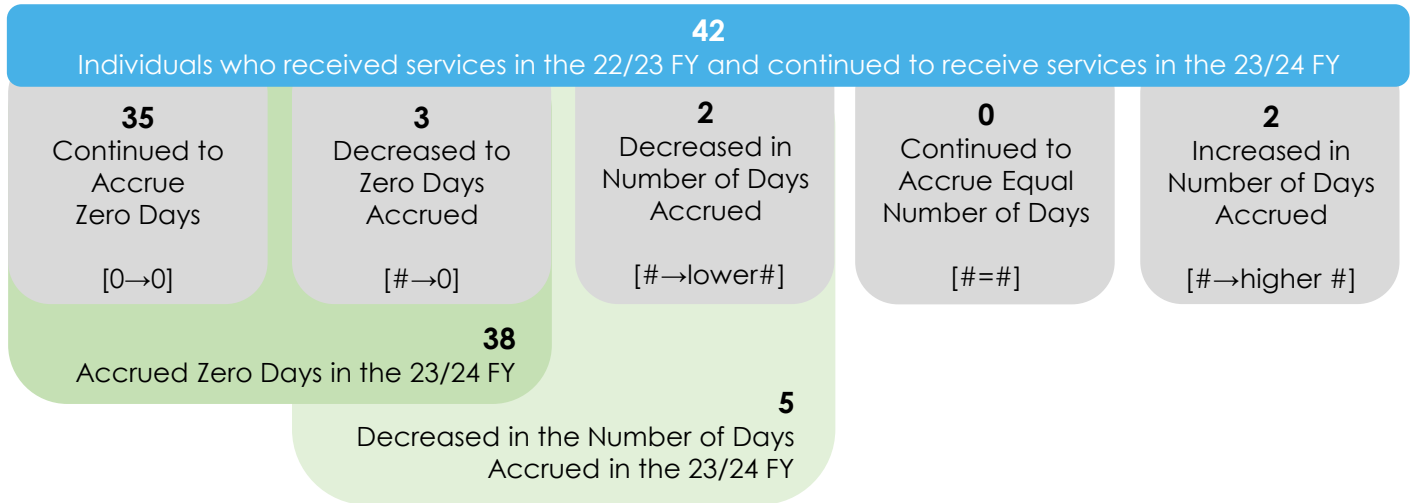 42
Individuals who received services in the 22/23 FY and continued to receive services in the 23/24 FY
35
Continued to
Accrue
Zero Days
[0→0]
3
Decreased to
Zero Days
Accrued
[#→0]
2
Decreased in
Number of Days
Accrued
[#→lower#]
0
Continued to
Accrue Equal
Number of Days
[#=#]
2
Increased in
Number of Days
Accrued
[#→higher #]
38
Accrued Zero Days in the 23/24 FY
5
Decreased in the Number of Days
Accrued in the 23/24 FY